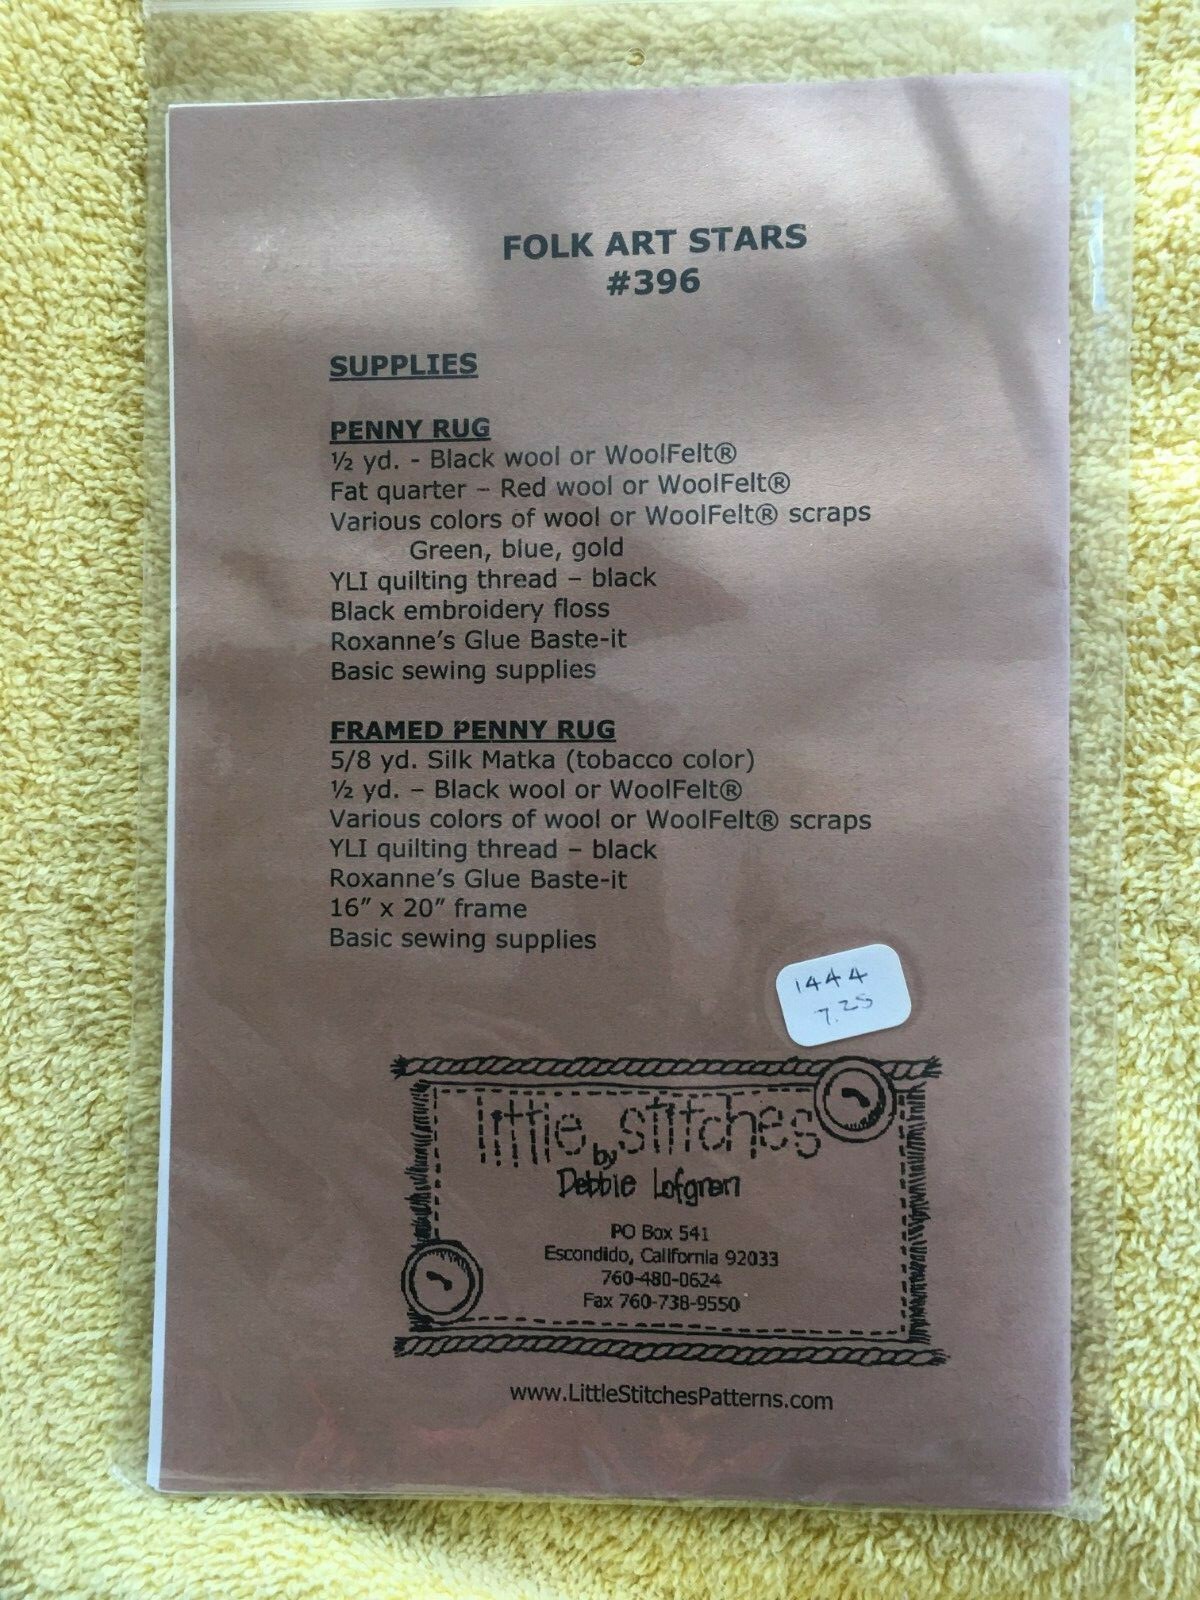 FOLK ART STARS
#396
SUPPLIES
PENNY RUG
½ yd. - Black wool or WoolFelt®
Fat quarter – Red wool or WoolFelt®
Various colors of wool or WoolFelt® scraps
Green, blue, gold
YLI quilting thread – black
Black embroidery floss
Roxanne’s Glue Baste-it
Basic sewing supplies
FRAMED PENNY RUG
5/8 yd. Silk Matka (tobacco color)
½ yd. – Black wool or WoolFelt®
Various colors of wool or WoolFelt® scraps
YLI quilting thread – black
Roxanne’s Glue Baste-it
16” x 20” frame
Basic sewing supplies
1444
7.25
little stitches
by
Debbie Lofgren
PO Box 541
Escondido, California 92033
760-480-0624
Fax 760-738-9550
www.LittleStitchesPatterns.com